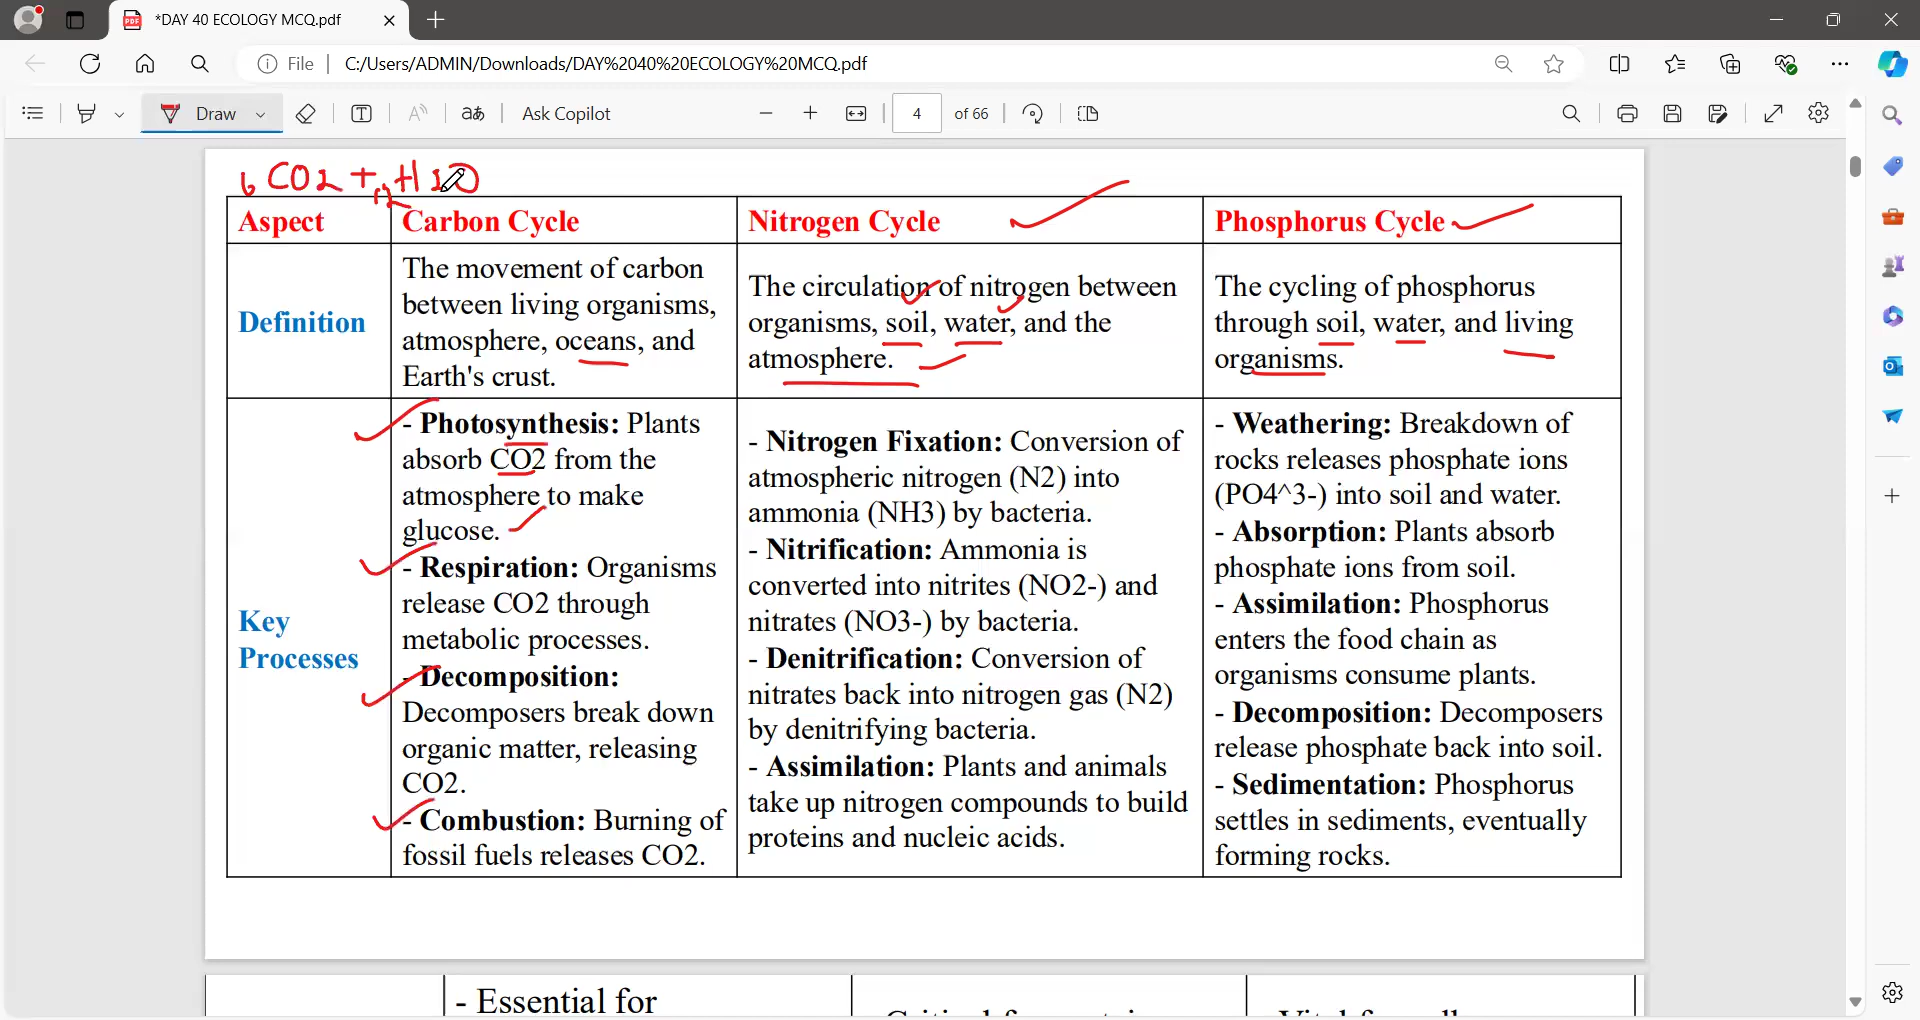 *DAY 40 ECOLOGY MCQ.pdf
File | C:/Users/ADMIN/Downloads/DAY%2040%20ECOLOGY%20MCQ.pdf
Draw
T
aあ
Ask Copilot
4 of 66
6CO2 + 12H2O
Aspect
Carbon Cycle
Nitrogen Cycle
Phosphorus Cycle
Definition
The movement of carbon
between living organisms,
atmosphere, oceans, and
Earth's crust.
The circulation of nitrogen between
organisms, soil, water, and the
atmosphere.
The cycling of phosphorus
through soil, water, and living
organisms.
Key
Processes
- Photosynthesis: Plants
absorb CO2 from the
atmosphere to make
glucose.
- Respiration: Organisms
release CO2 through
metabolic processes.
- Decomposition:
Decomposers break down
organic matter, releasing
CO2.
- Combustion: Burning of
fossil fuels releases CO2.
- Nitrogen Fixation: Conversion of
atmospheric nitrogen (N2) into
ammonia (NH3) by bacteria.
- Nitrification: Ammonia is
converted into nitrites (NO2-) and
nitrates (NO3-) by bacteria.
- Denitrification: Conversion of
nitrates back into nitrogen gas (N2)
by denitrifying bacteria.
- Assimilation: Plants and animals
take up nitrogen compounds to build
proteins and nucleic acids.
- Weathering: Breakdown of
rocks releases phosphate ions
(PO4^3-) into soil and water.
- Absorption: Plants absorb
phosphate ions from soil.
- Assimilation: Phosphorus
enters the food chain as
organisms consume plants.
- Decomposition: Decomposers
release phosphate back into soil.
- Sedimentation: Phosphorus
settles in sediments, eventually
forming rocks.
- Essential for